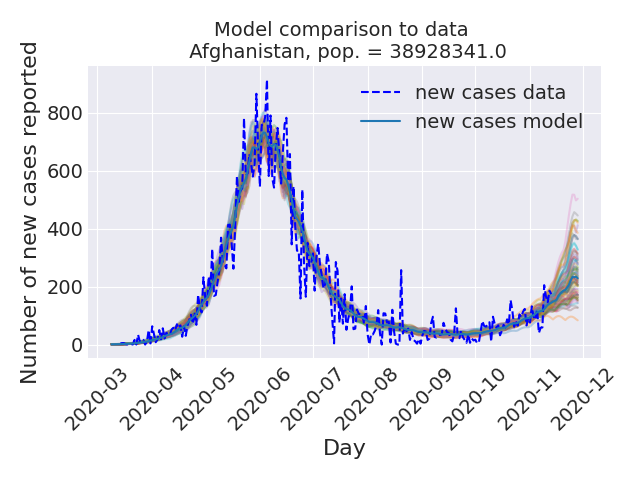 Model comparison to data
Afghanistan, pop. = 38928341.0
Number of new cases reported
800
600
400
200
0
new cases data
new cases model
2020-03
2020-04
2020-05
2020-06
2020-07
2020-08
2020-09
2020-10
2020-11
2020-12
Day